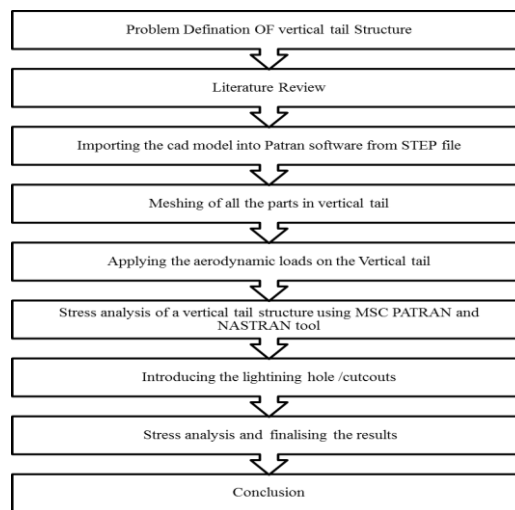 Problem Defination OF vertical tail Structure
Literature Review
Importing the cad model into Patran software from STEP file
Meshing of all the parts in vertical tail
Applying the aerodynamic loads on the Vertical tail
Stress analysis of a vertical tail structure using MSC PATRAN and
NASTRAN tool
Introducing the lightining hole /cutouts
Stress analysis and finalising the results
Conclusion